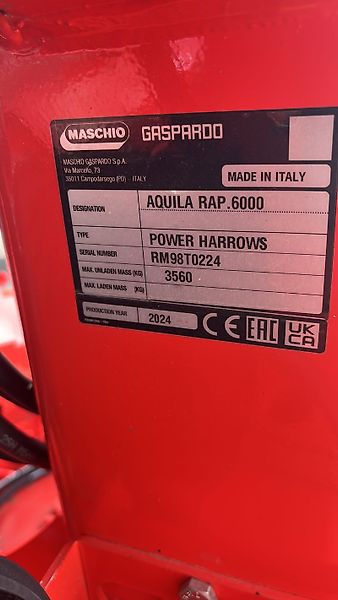 MASCHIO GASPARDO
MASCHIO GASPARDO S.p.A.
Via Marcello, 73
35011 Campodarsego (PD) - ITALY
MADE IN ITALY
DESIGNATION AQUILA RAP.6000
TYPE POWER HARROWS
SERIAL NUMBER RM98T0224
MAX. UNLADEN MASS (KG) 3560
MAX. LADEN MASS (KG)
PRODUCTION YEAR 2024
CE EAC UK CA